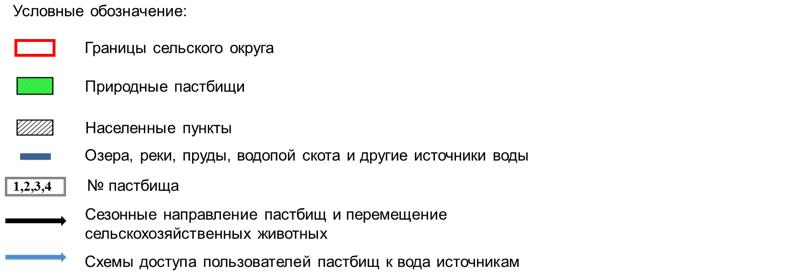 Условные обозначение:
Границы сельского округа
Природные пастбищи
Населенные пункты
Озера, реки, пруды, водопой скота и другие источники воды
1,2,3,4 № пастбища
Сезонные направление пастбищ и перемещение
сельскохозяйственных животных
Схемы доступа пользователей пастбищ к вода источникам